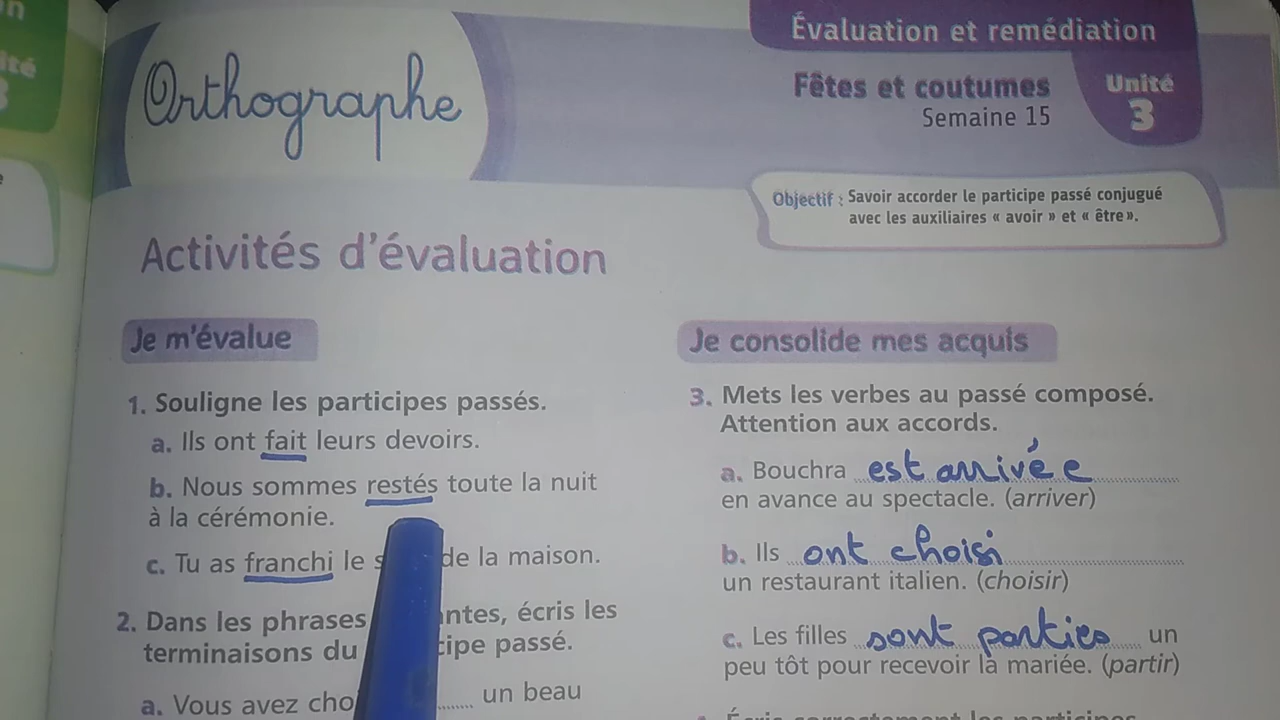 n
ité
3
e
Orthographe
Évaluation et remédiation
Fêtes et coutumes
Semaine 15
Unité
3
Objectif : Savoir accorder le participe passé conjugué
avec les auxiliaires « avoir » et « être ».
Activités d'évaluation
Je m'évalue
1. Souligne les participes passés.
a. Ils ont fait leurs devoirs.
b. Nous sommes restés toute la nuit
à la cérémonie.
c. Tu as franchi le s de la maison.
2. Dans les phrases antes, écris les
terminaisons du cipe passé.
a. Vous avez cho un beau
Je consolide mes acquis
3. Mets les verbes au passé composé.
Attention aux accords.
a. Bouchra est arrivée
en avance au spectacle. (arriver)
b. Ils ont choisi
un restaurant italien. (choisir)
c. Les filles sont parties un
peu tôt pour recevoir la mariée. (partir)